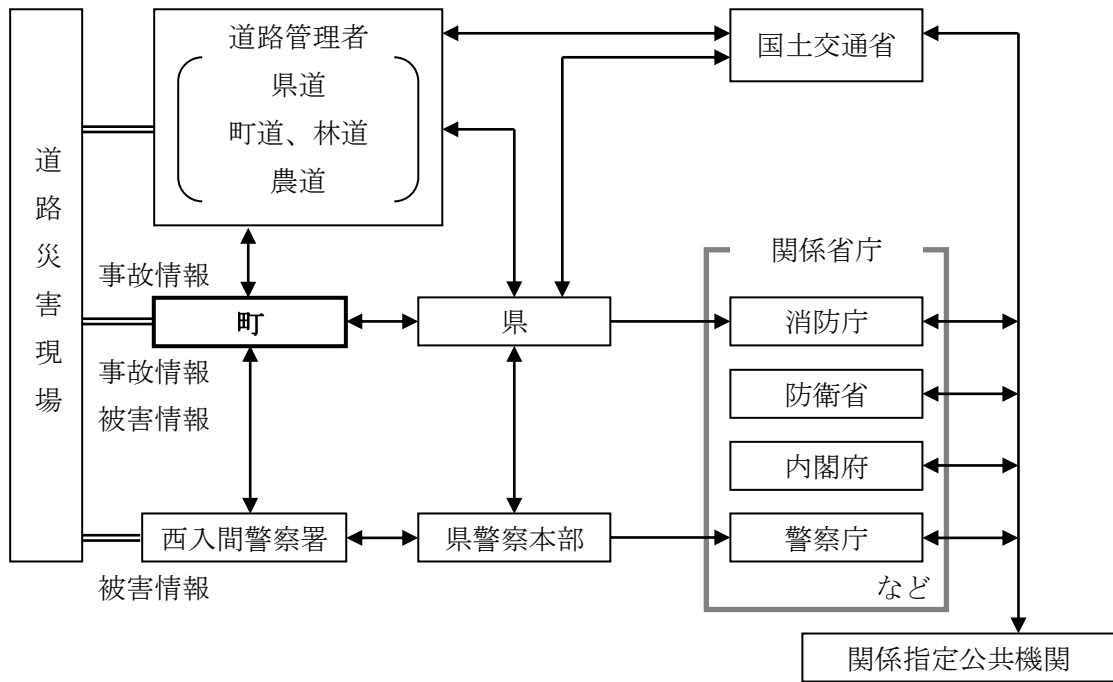 道路災害現場
道路管理者
県道
町道、林道
農道
国土交通省
事故情報
町
県
事故情報
被害情報
関係省庁
消防庁
防衛省
内閣府
警察庁
など
西入間警察署
県警察本部
被害情報
関係指定公共機関